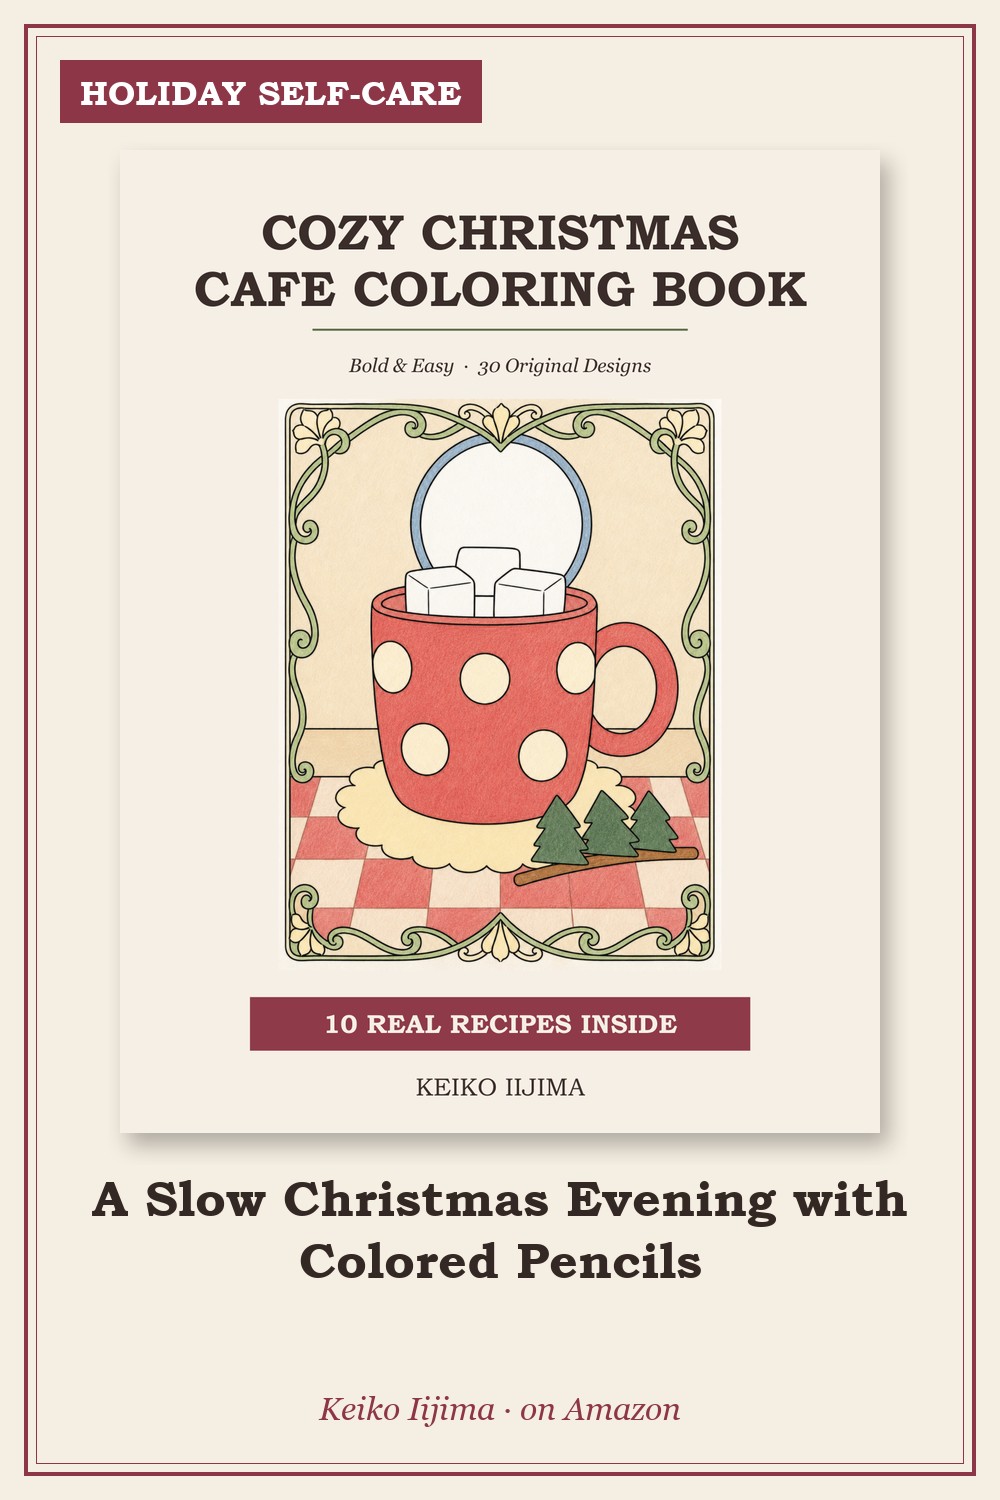 HOLIDAY SELF-CARE
COZY CHRISTMAS
CAFE COLORING BOOK
Bold & Easy · 30 Original Designs
10 REAL RECIPES INSIDE
KEIKO IIJIMA
A Slow Christmas Evening with
Colored Pencils
Keiko Iijima · on Amazon